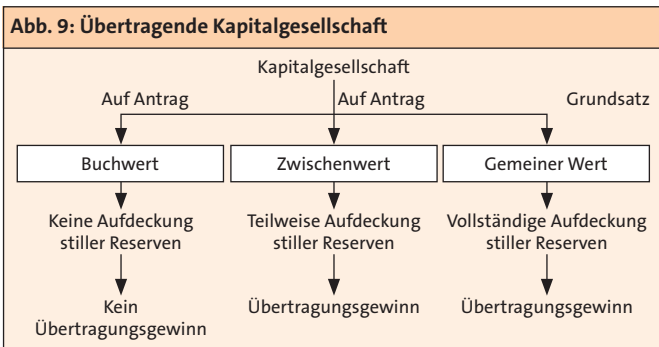 Abb. 9: Übertragende Kapitalgesellschaft
Kapitalgesellschaft
Auf Antrag Auf Antrag Grundsatz
Buchwert Zwischenwert Gemeiner Wert
Keine Aufdeckung Teilweise Aufdeckung Vollständige Aufdeckung
stiller Reserven stiller Reserven stiller Reserven
Kein Übertragungsgewinn Übertragungsgewinn
Übertragungsgewinn